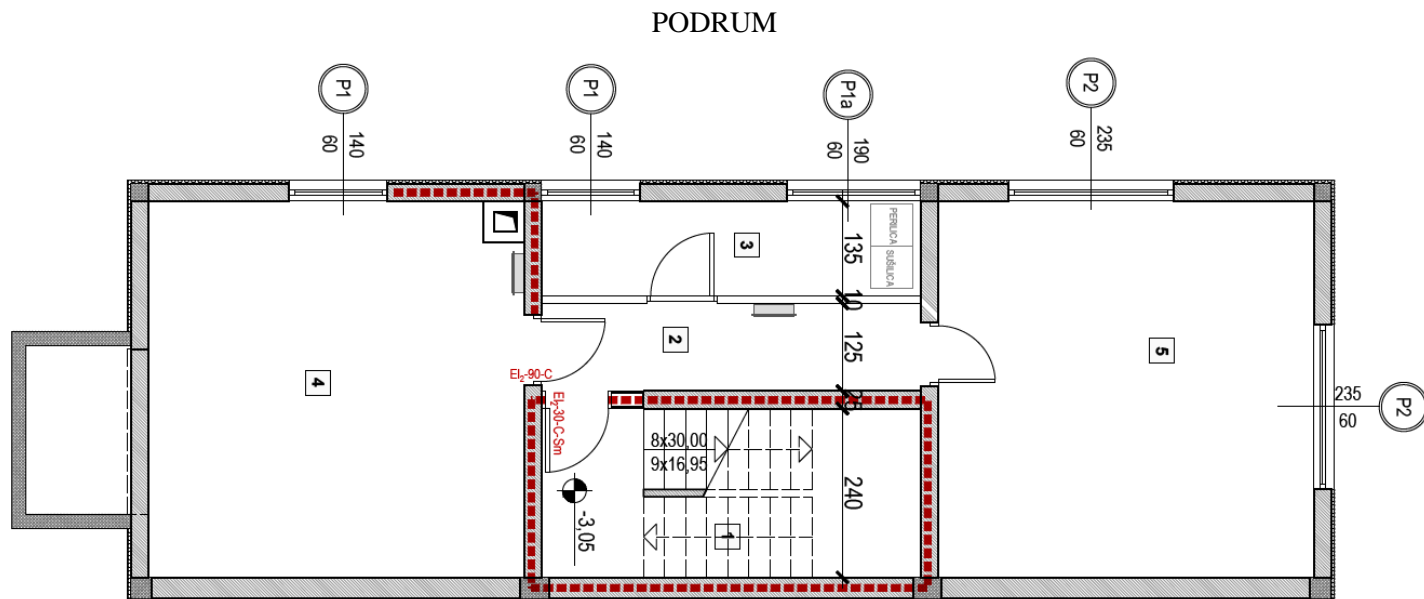 PODRUM
P1
140
60
P1
140
60
P1a
190
60
P2
235
60
PERILICA
SUŠILICA
3
135
10
2
125
25
5
4
235
60
P2
EI₂-90-C
EI₂-30-C-Sm
8x30,00
9x16,95
240
-3,05
1